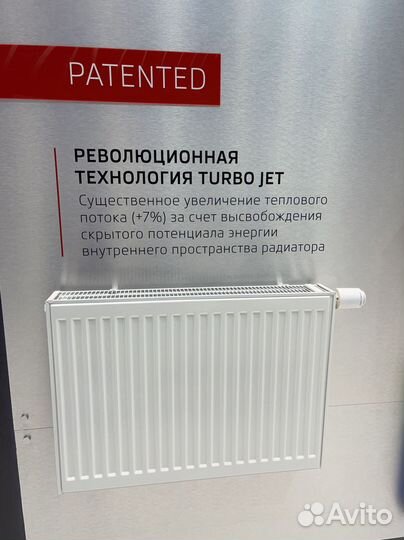 PATENTED
РЕВОЛЮЦИОННАЯ
ТЕХНОЛОГИЯ TURBO JET
Существенное увеличение теплового
потока (+7%) за счет высвобождения
скрытого потенциала энергии
внутреннего пространства радиатора
Avito